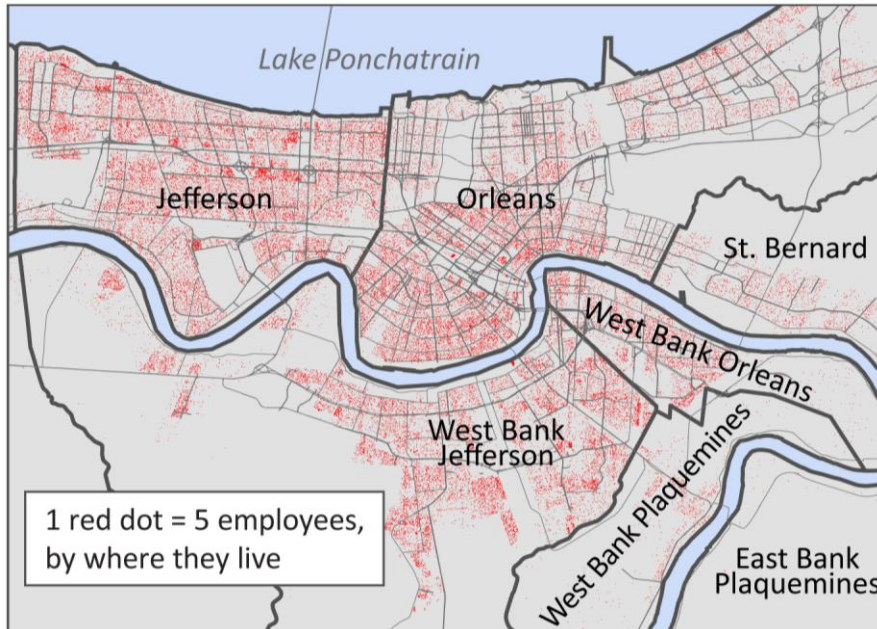 Lake Ponchatrain
Jefferson
Orleans
St. Bernard
West Bank Orleans
West Bank
Jefferson
West Bank Plaquemines
East Bank
Plaquemines
1 red dot = 5 employees,
by where they live